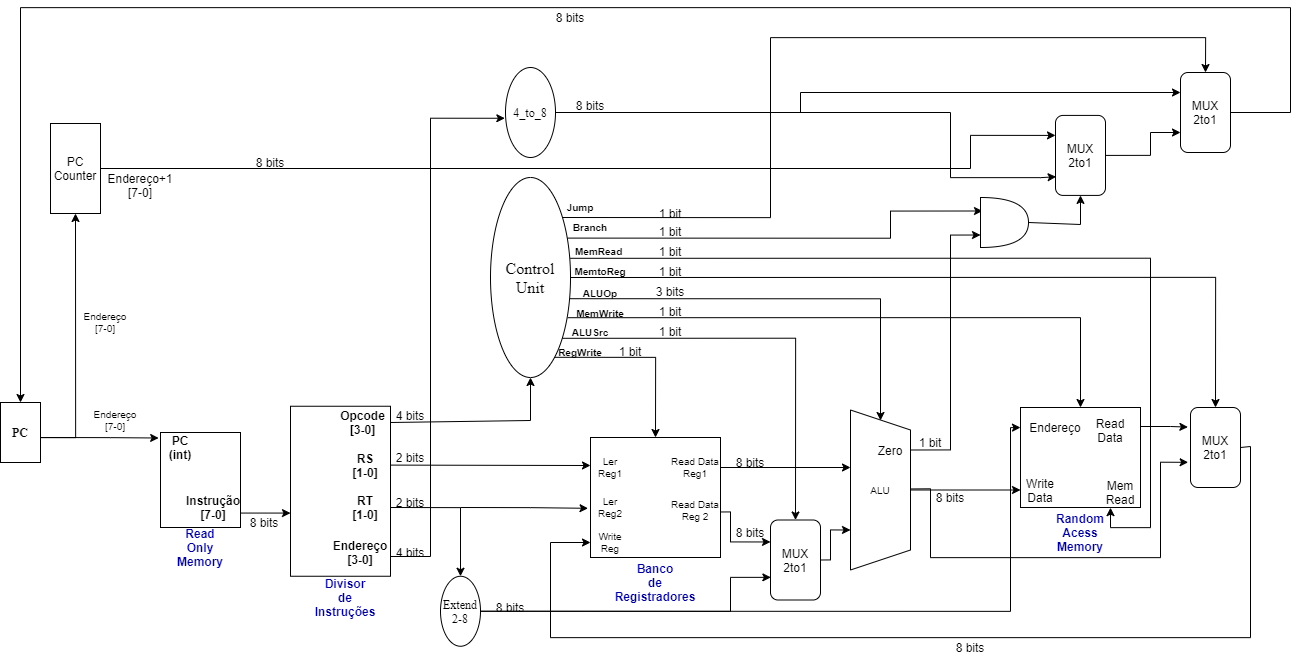 8 bits
4_to_8
8 bits
MUX
2to1
MUX
2to1
PC
Counter
8 bits
Endereço+1
[7-0]
Jump
1 bit
Branch
1 bit
MemRead
1 bit
Control
Unit
MemtoReg
1 bit
ALUOp
3 bits
MemWrite
1 bit
ALUSrc
1 bit
RegWrite
1 bit
Endereço
[7-0]
PC
Endereço
[7-0]
PC
(int)
Instrução
[7-0]
8 bits
Read
Only
Memory
Opcode
[3-0]
4 bits
RS
[1-0]
2 bits
RT
[1-0]
2 bits
Endereço
[3-0]
4 bits
Divisor
de
Instruções
Extend
2-8
8 bits
Ler
Reg1
Read Data
Reg1
8 bits
Ler
Reg2
Read Data
Reg 2
8 bits
Write
Reg
Banco
de
Registradores
MUX
2to1
Zero
1 bit
ALU
8 bits
Endereço
Read
Data
Write
Data
Mem
Read
Random
Acess
Memory
MUX
2to1
8 bits